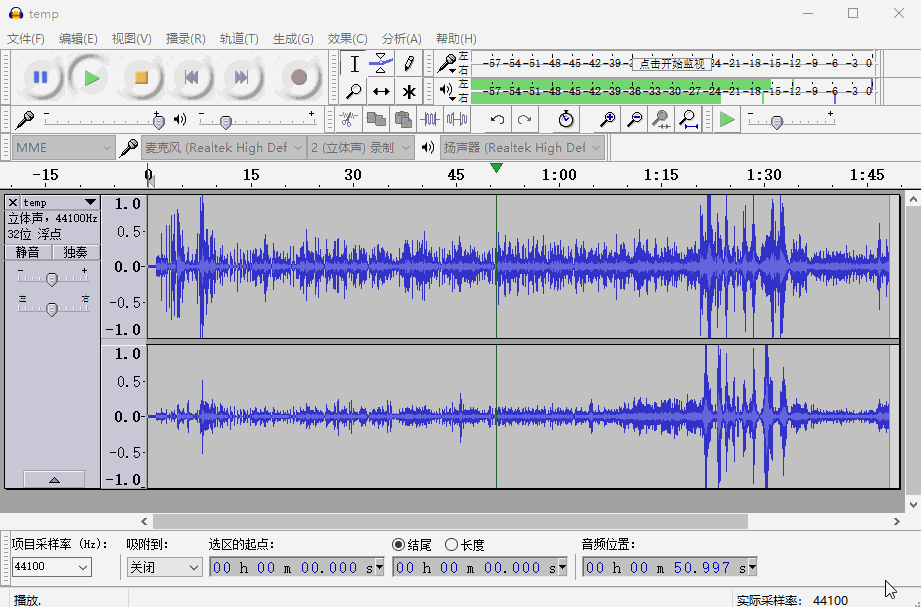 temp
文件(F) 编辑(E) 视图(V) 播录(R) 轨道(T) 生成(G) 效果(C) 分析(A) 帮助(H)
左 右 -57-54-51-48-45-42-39- 点击开始监视 24-21-18-15-12 -9 -6 -3 0
左 右 -57-54-51-48-45-42-39-36-33-30-27-24-21-18-15-12 -9 -6 -3 0
- + - + - +
MME 麦克风 (Realtek High Def 2 (立体声) 录制 扬声器 (Realtek High Def
-15 0 15 30 45 1:00 1:15 1:30 1:45
temp
立体声, 44100Hz
32位 浮点
静音 独奏
- +
左 右
1.0
0.5-
0.0-
-0.5-
-1.0
1.0
0.5-
0.0-
-0.5-
-1.0
项目采样率 (Hz): 吸附到: 选区的起点: 结尾 长度 音频位置:
44100 关闭 00 h 00 m 00.000 s 00 h 00 m 00.000 s 00 h 00 m 50.997 s
播放. 实际采样率: 44100